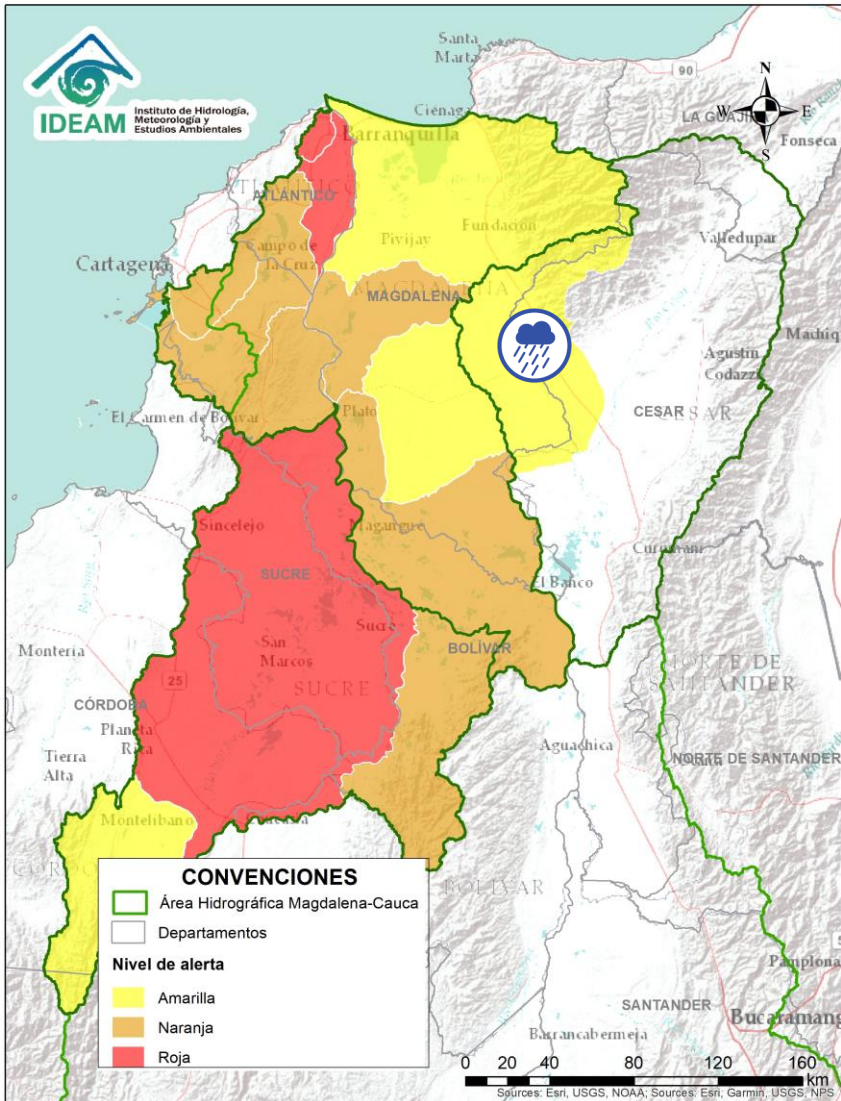 IDEAM
Instituto de Hidrología,
Meteorología y
Estudios Ambientales
Santa
Marta
90
N
W
E
S
Ciénaga
LA GUAJIRA
Fonseca
Barranquilla
ATLÁNTICO
Valledupar
Fundación
Pivijay
Campo de
la Cruz
Cartagena
MAGDALENA
Agustín
Codazzi
El Carmen de Bolívar
Plato
CESAR
CESAR
Sincelejo
Magangué
Curumaní
SUCRE
El Banco
Sucre
Montería
San
Marcos
BOLÍVAR
NORTE DE
SANTANDER
SUCRE
25
CÓRDOBA
Planeta
Rica
Aguachica
Tierra
Alta
NORTE DE SANTANDER
Montelíbano
Caucasia
BOLÍVAR
CONVENCIONES
Área Hidrográfica Magdalena-Cauca
Departamentos
Nivel de alerta
Amarilla
Naranja
Roja
Pamplona
SANTANDER
Bucaramang
Barrancabermeja
0 20 40 80 120 160
km
Sources: Esri, USGS, NOAA; Sources: Esri, Garmin, USGS, NPS